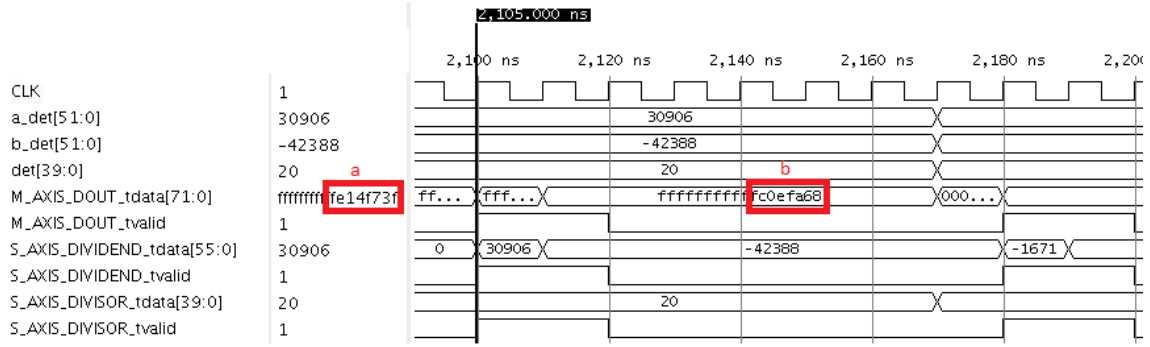 2,105.000 ns
2,100 ns 2,120 ns 2,140 ns 2,160 ns 2,180 ns 2,200
CLK 1
a_det[51:0] 30906 30906
b_det[51:0] -42388 -42388
det[39:0] 20 a 20 b
M_AXIS_DOUT_tdata[71:0] ffffffffffe14f73f ff... fff... fffffffffffc0efa68 000...
M_AXIS_DOUT_tvalid 1
S_AXIS_DIVIDEND_tdata[55:0] 30906 0 30906 -42388 -1671
S_AXIS_DIVIDEND_tvalid 1
S_AXIS_DIVISOR_tdata[39:0] 20 20
S_AXIS_DIVISOR_tvalid 1